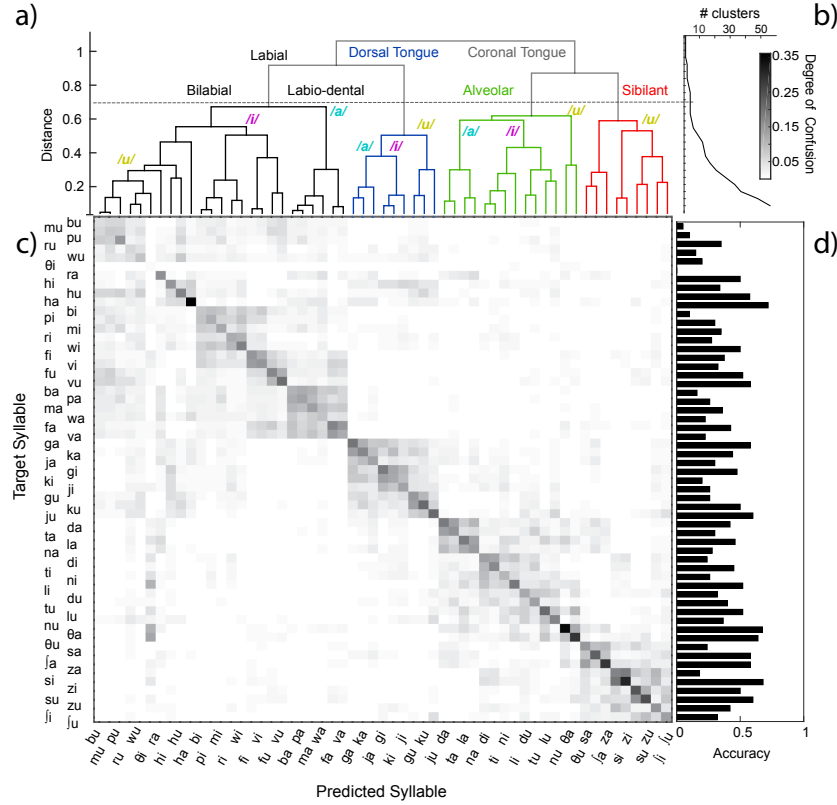 a)
# clusters
b)
10 30 50
Labial
Dorsal Tongue
Coronal Tongue
Bilabial
Labio-dental
Alveolar
Sibilant
/u/
/i/
/a/
/a/
/i/
/u/
/a/
/i/
/u/
/u/
Distance
1
0.8
0.6
0.4
0.2
0.35
0.25
0.15
0.05
Degree of
Confusion
c)
d)
Target Syllable
mu bu
ru pu
θi wu
hi ra
ha hu
pi bi
ri mi
fi wi
fu vi
ba vu
ma pa
fa wa
ga va
ja ka
ki gi
gu ji
ju ku
ta da
na la
ti di
li ni
tu du
nu lu
θu θa
ʃa sa
si za
su zi
ʃi zu
ʃu
bu mu pu ru wu θi ra hi hu ha bi pi mi ri wi fi vi fu vu ba pa ma wa fa va ga ka ja gi ki ji gu ku ju da ta la na di ti ni li du tu lu nu θa θu sa ʃa za si zi su zu ʃi ʃu
Predicted Syllable
0 0.5 1
Accuracy